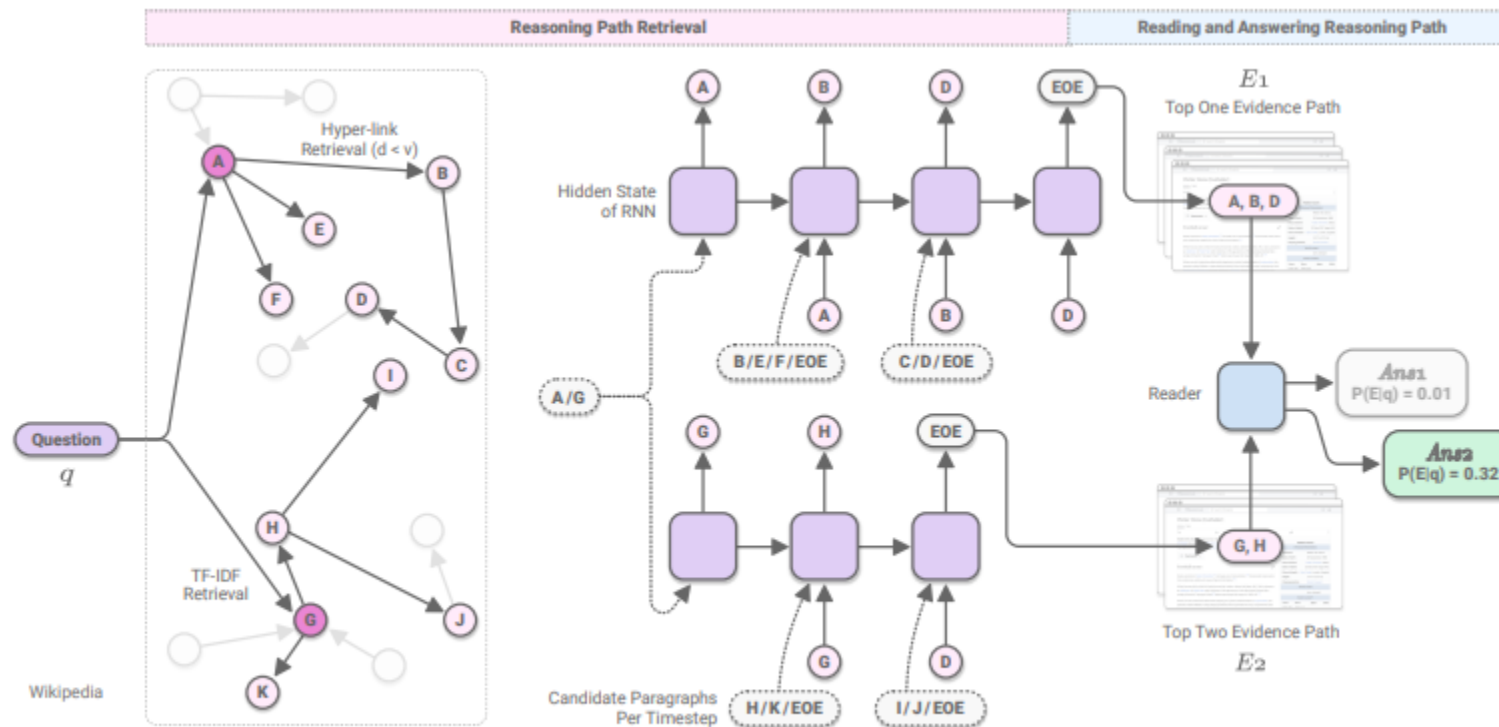 Reasoning Path Retrieval
Reading and Answering Reasoning Path
Hyper-link
Retrieval (d < v)
A
B
E
F
D
C
I
H
G
J
K
Question
q
TF-IDF
Retrieval
Wikipedia
A
B
D
EOE
Hidden State
of RNN
A
B
D
B/E/F/EOE
C/D/EOE
A/G
G
H
EOE
G
D
H/K/EOE
I/J/EOE
Candidate Paragraphs
Per Timestep
E1
Top One Evidence Path
A, B, D
Reader
Ans1
P(E|q) = 0.01
Ans2
P(E|q) = 0.32
G, H
Top Two Evidence Path
E2